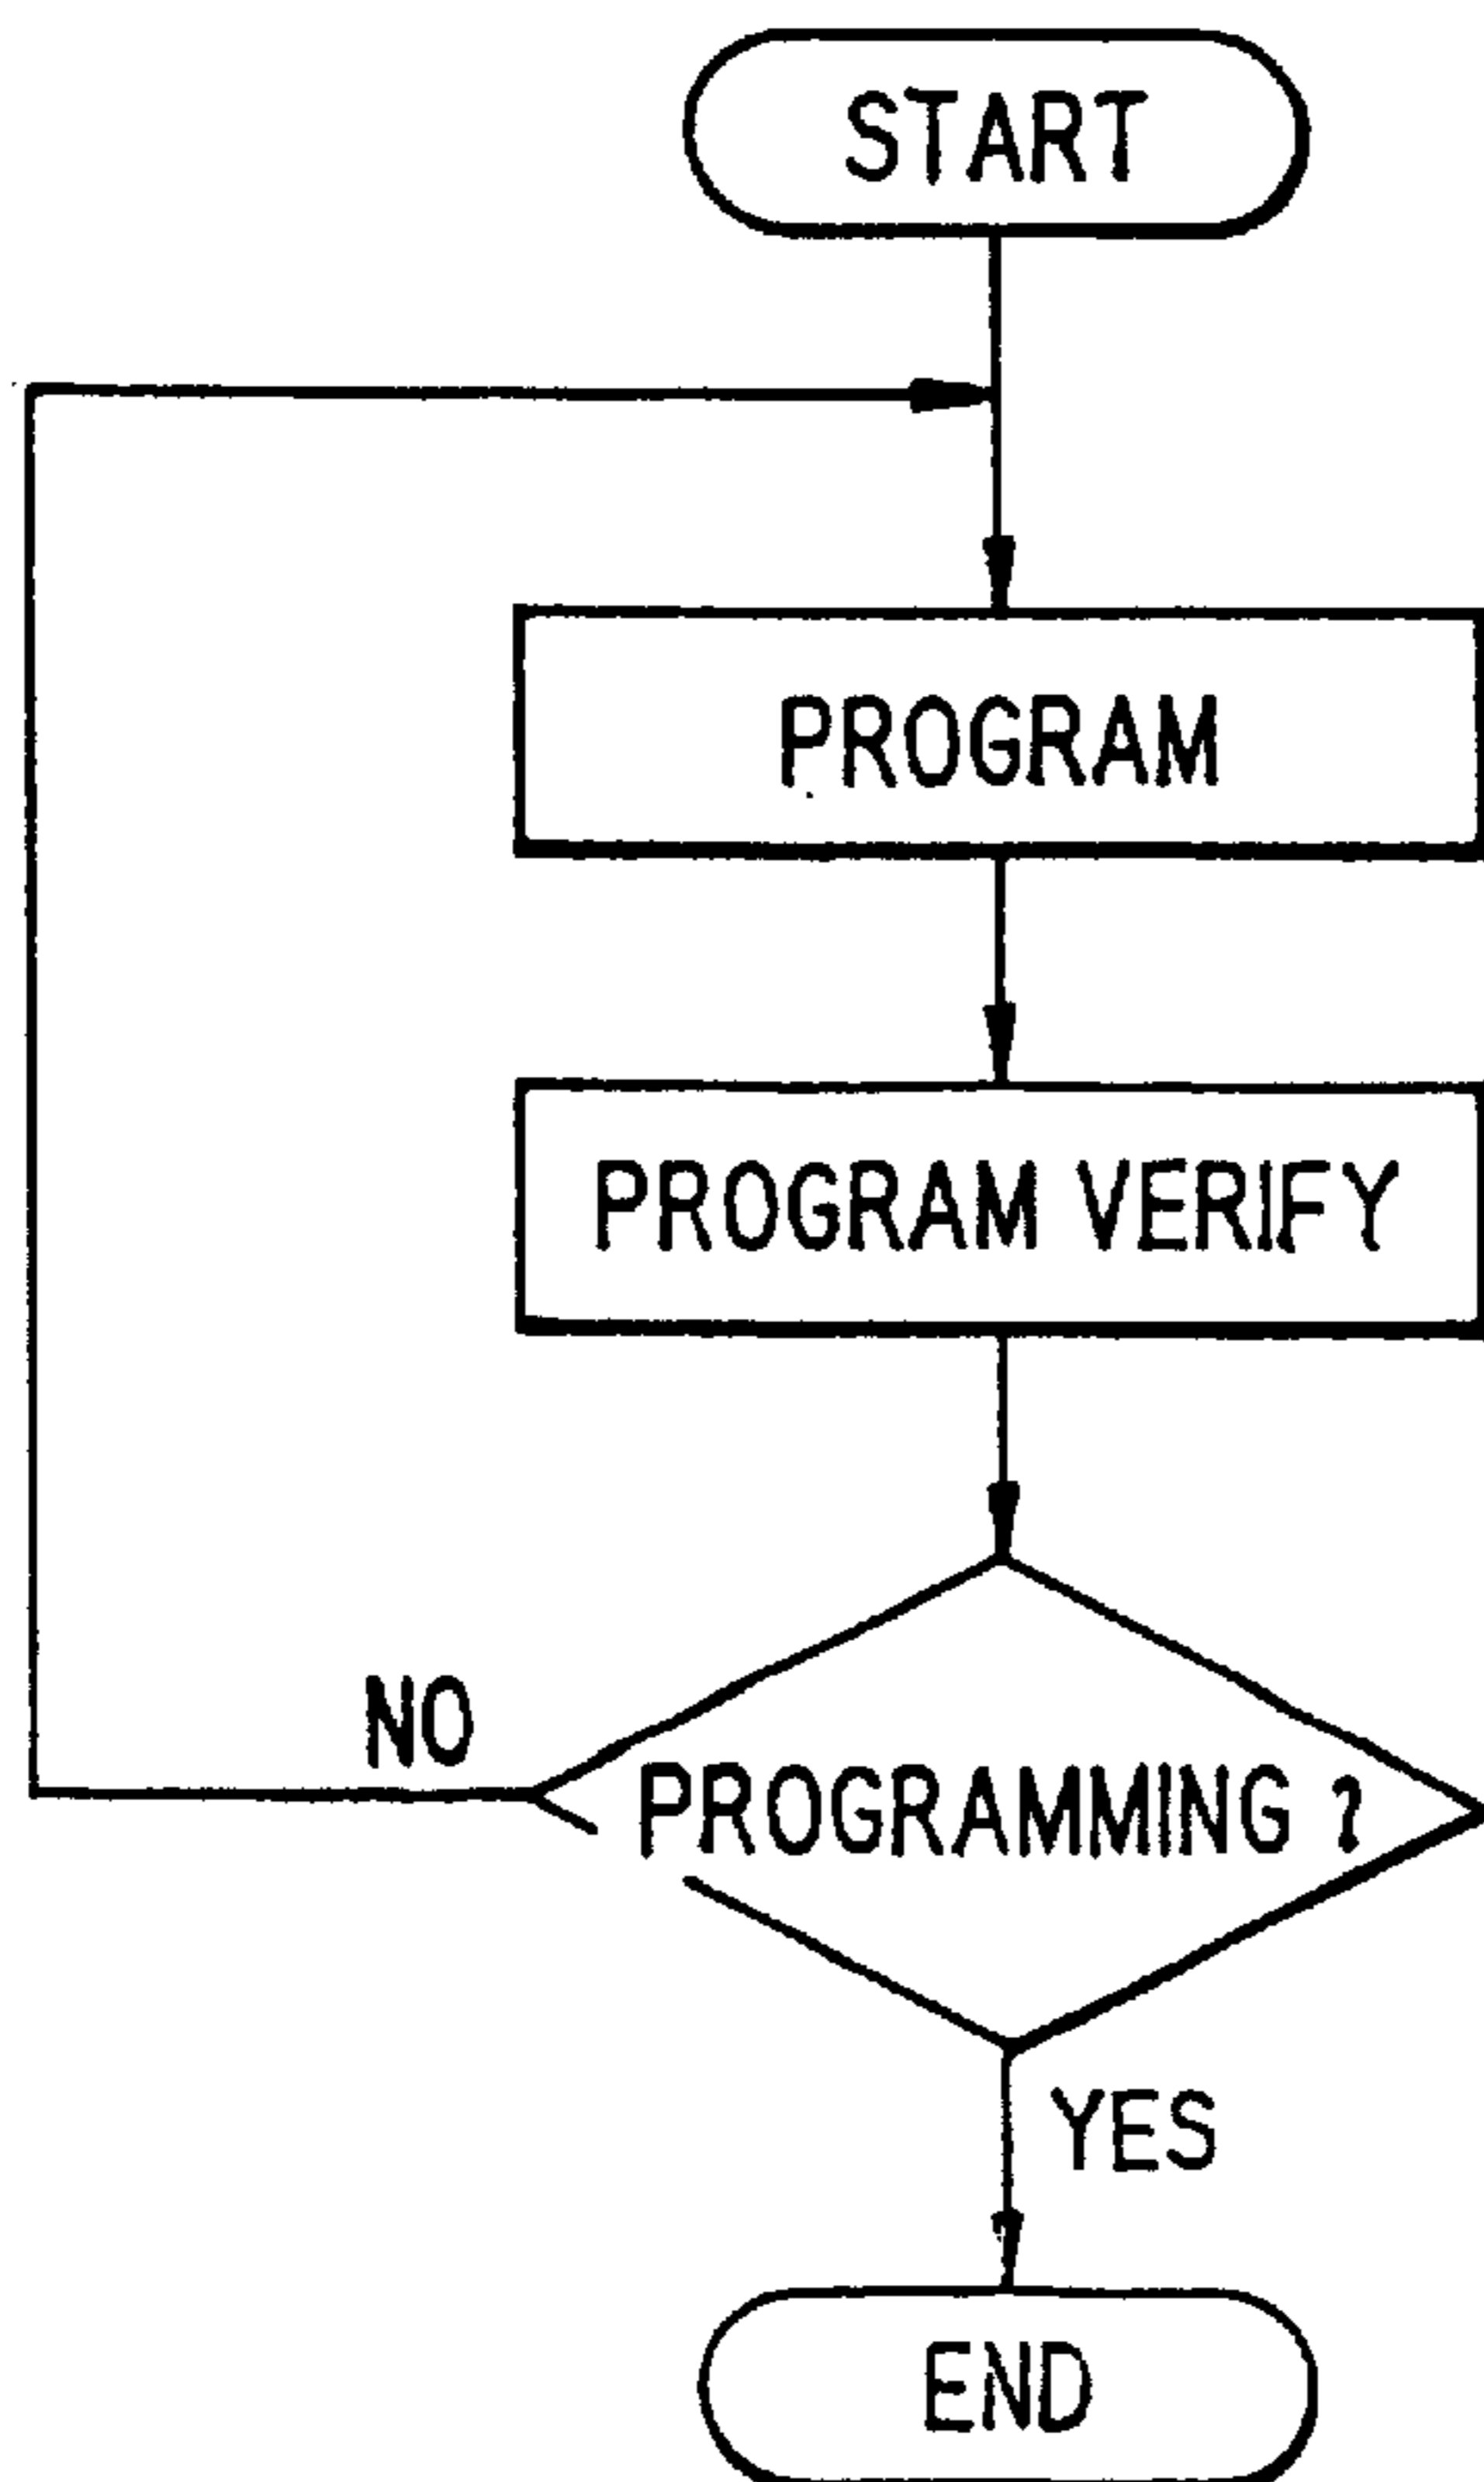 START
PROGRAM
PROGRAM VERIFY
NO
PROGRAMMING ?
YES
END